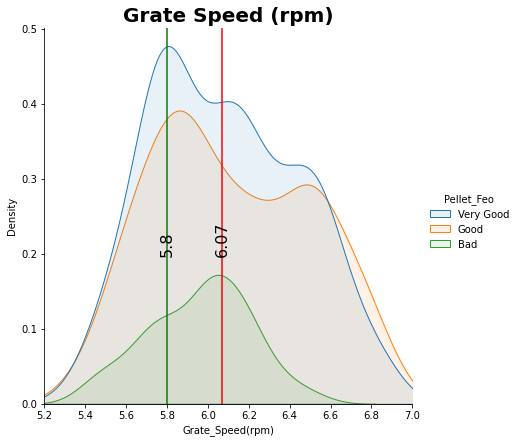 Grate Speed (rpm)
0.5
0.4
0.3
0.2
0.1
0.0
Density
5.8
6.07
5.2 5.4 5.6 5.8 6.0 6.2 6.4 6.6 6.8 7.0
Grate_Speed(rpm)
Pellet_Feo
Very Good
Good
Bad